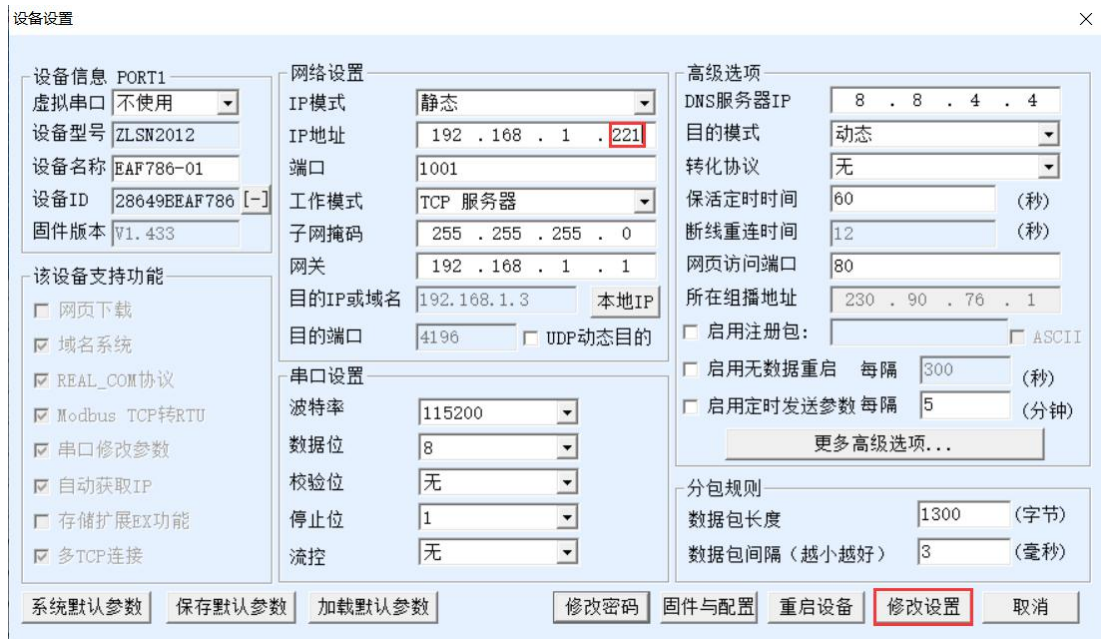 设备设置
设备信息 PORT1
虚拟串口 不使用
设备型号 ZLSN2012
设备名称 EAF786-01
设备ID 28649BEAF786 [-]
固件版本 V1.433
该设备支持功能
网页下载
域名系统
REAL_COM协议
Modbus TCP转RTU
串口修改参数
自动获取IP
存储扩展EX功能
多TCP连接
网络设置
IP模式 静态
IP地址 192 . 168 . 1 . 221
端口 1001
工作模式 TCP 服务器
子网掩码 255 . 255 . 255 . 0
网关 192 . 168 . 1 . 1
目的IP或域名 192.168.1.3 本地IP
目的端口 4196 UDP动态目的
串口设置
波特率 115200
数据位 8
校验位 无
停止位 1
流控 无
高级选项
DNS服务器IP 8 . 8 . 4 . 4
目的模式 动态
转化协议 无
保活定时时间 60 (秒)
断线重连时间 12 (秒)
网页访问端口 80
所在组播地址 230 . 90 . 76 . 1
启用注册包: ASCII
启用无数据重启 每隔 300 (秒)
启用定时发送参数 每隔 5 (分钟)
更多高级选项...
分包规则
数据包长度 1300 (字节)
数据包间隔(越小越好) 3 (毫秒)
系统默认参数 保存默认参数 加载默认参数 修改密码 固件与配置 重启设备 修改设置 取消